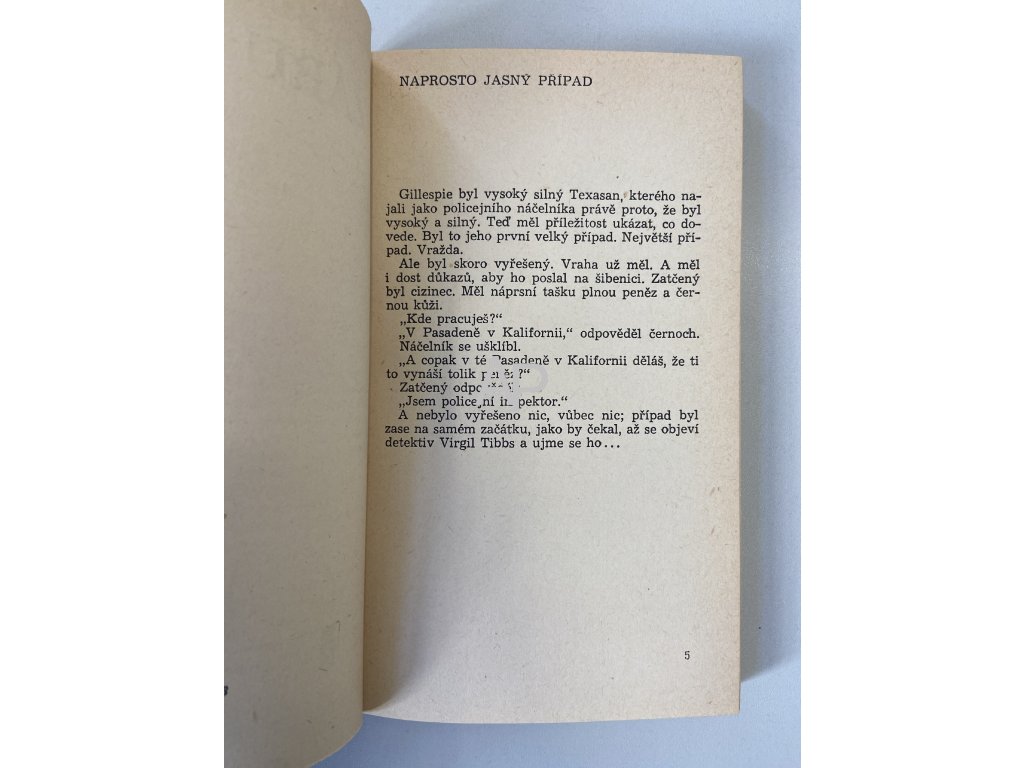 NAPROSTO JASNÝ PŘÍPAD
Gillespie byl vysoký silný Texasan, kterého na-
jali jako policejního náčelníka právě proto, že byl
vysoký a silný. Teď měl příležitost ukázat, co do-
vede. Byl to jeho první velký případ. Největší pří-
pad. Vražda.
Ale byl skoro vyřešený. Vraha už měl. A měl
i dost důkazů, aby ho poslal na šibenici. Zatčený
byl cizinec. Měl náprsní tašku plnou peněz a čer-
nou kůži.
„Kde pracuješ?“
„V Pasadeně v Kalifornii,“ odpověděl černoch.
Náčelník se ušklíbl.
„A copak v té Pasadeně v Kalifornii děláš, že ti
to vynáší tolik peněz?“
Zatčený
„Jsem policejní inspektor.“
A nebylo vyřešeno nic, vůbec nic; případ byl
zase na samém začátku, jako by čekal, až se objeví
detektiv Virgil Tibbs a ujme se ho...
5